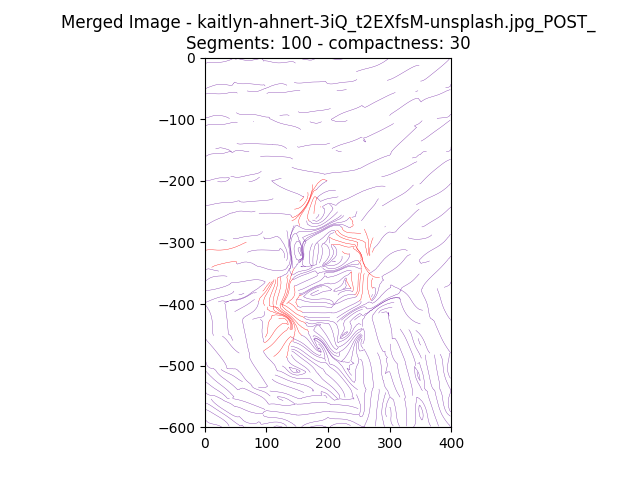 Merged Image - kaitlyn-ahnert-3iQ_t2EXfsM-unsplash.jpg_POST_
Segments: 100 - compactness: 30
0
−100
−200
−300
−400
−500
−600
0 100 200 300 400